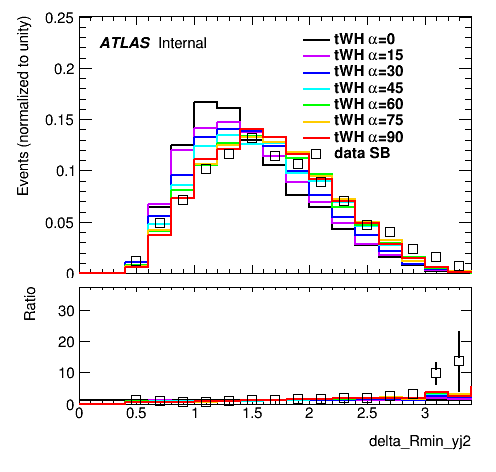 0.25
ATLAS Internal
tWH α=0
tWH α=15
tWH α=30
tWH α=45
tWH α=60
tWH α=75
tWH α=90
data SB
0.2
0.15
0.1
0.05
0
Events (normalized to unity)
30
20
10
0
Ratio
0 0.5 1 1.5 2 2.5 3
delta_Rmin_yj2